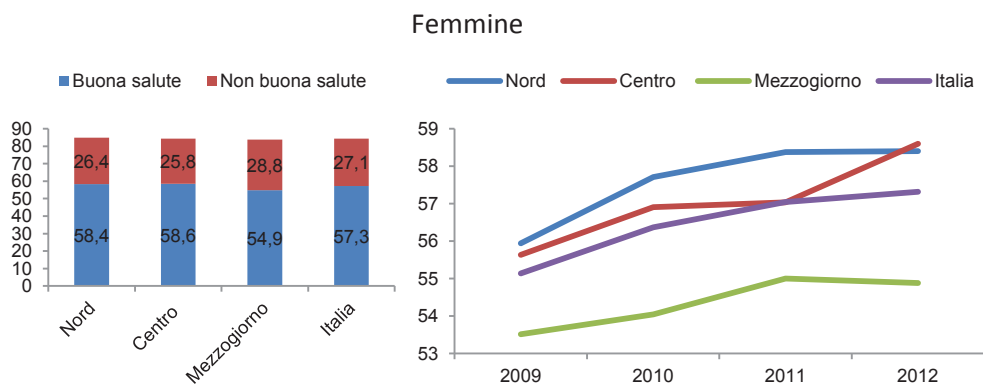 Femmine
Buona salute Non buona salute
90
80
70
60
50
40
30
20
10
0
26,4 25,8 28,8 27,1
58,4 58,6 54,9 57,3
Nord Centro Mezzogiorno Italia
Nord Centro Mezzogiorno Italia
59
58
57
56
55
54
53
2009 2010 2011 2012